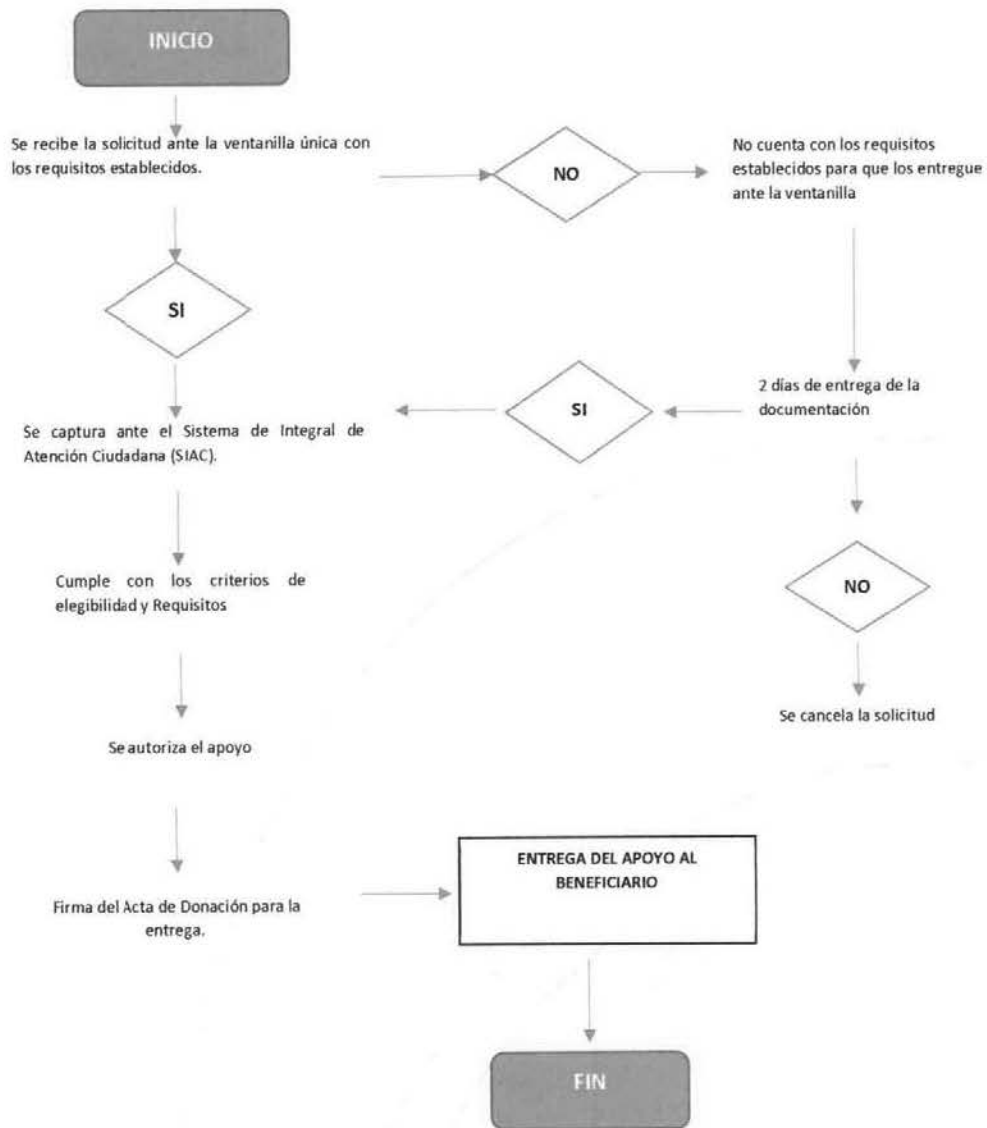 INICIO
Se recibe la solicitud ante la ventanilla única con
los requisitos establecidos.
NO
No cuenta con los requisitos
establecidos para que los entregue
ante la ventanilla
SI
2 días de entrega de la
documentación
SI
Se captura ante el Sistema de Integral de
Atención Ciudadana (SIAC).
NO
Cumple con los criterios de
elegibilidad y Requisitos
Se cancela la solicitud
Se autoriza el apoyo
Firma del Acta de Donación para la
entrega.
ENTREGA DEL APOYO AL
BENEFICIARIO
FIN